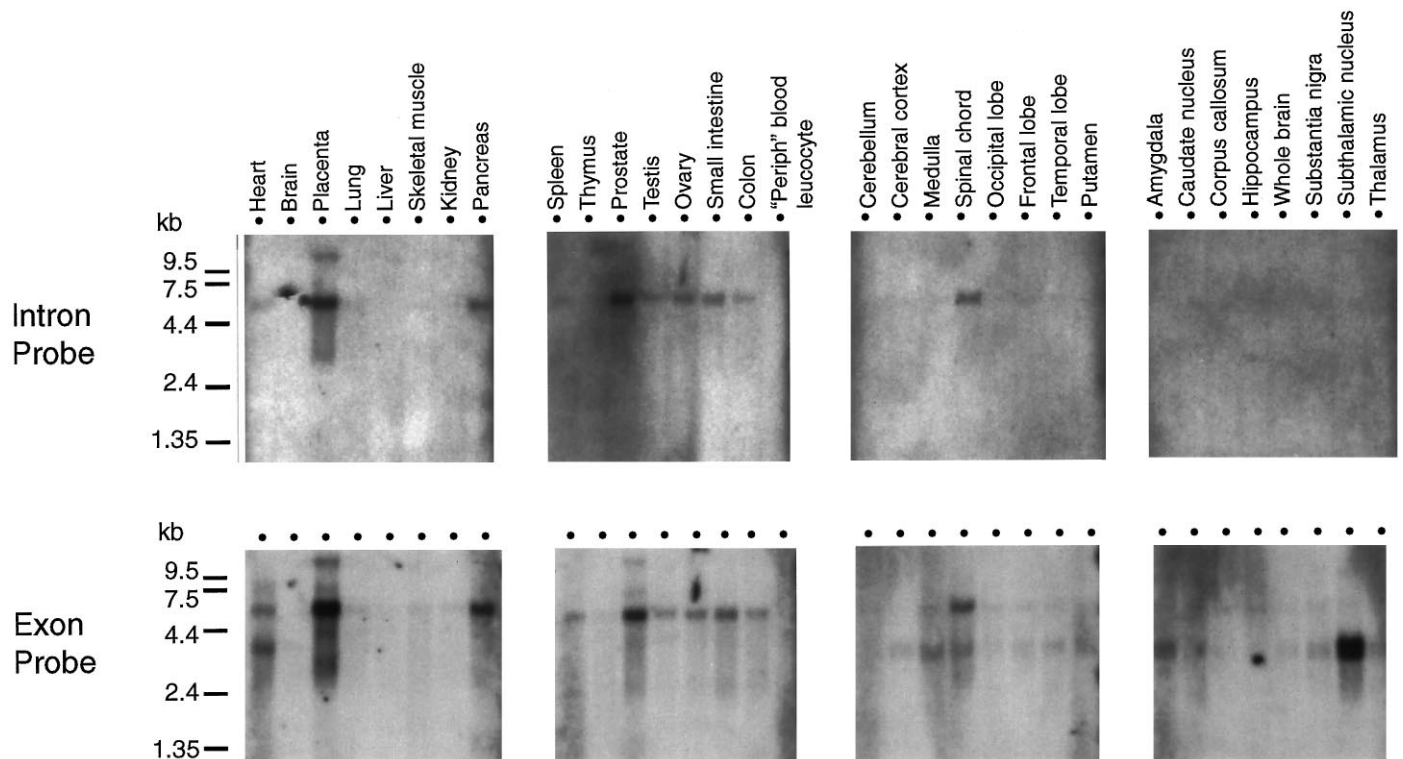 Heart
Brain
Placenta
Lung
Liver
Skeletal muscle
Kidney
Pancreas
Spleen
Thymus
Prostate
Testis
Ovary
Small intestine
Colon
“Periph” blood
leucocyte
Cerebellum
Cerebral cortex
Medulla
Spinal chord
Occipital lobe
Frontal lobe
Temporal lobe
Putamen
Amygdala
Caudate nucleus
Corpus callosum
Hippocampus
Whole brain
Substantia nigra
Subthalamic nucleus
Thalamus
kb
9.5
7.5
4.4
2.4
1.35
Intron
Probe
kb
9.5
7.5
4.4
2.4
1.35
Exon
Probe